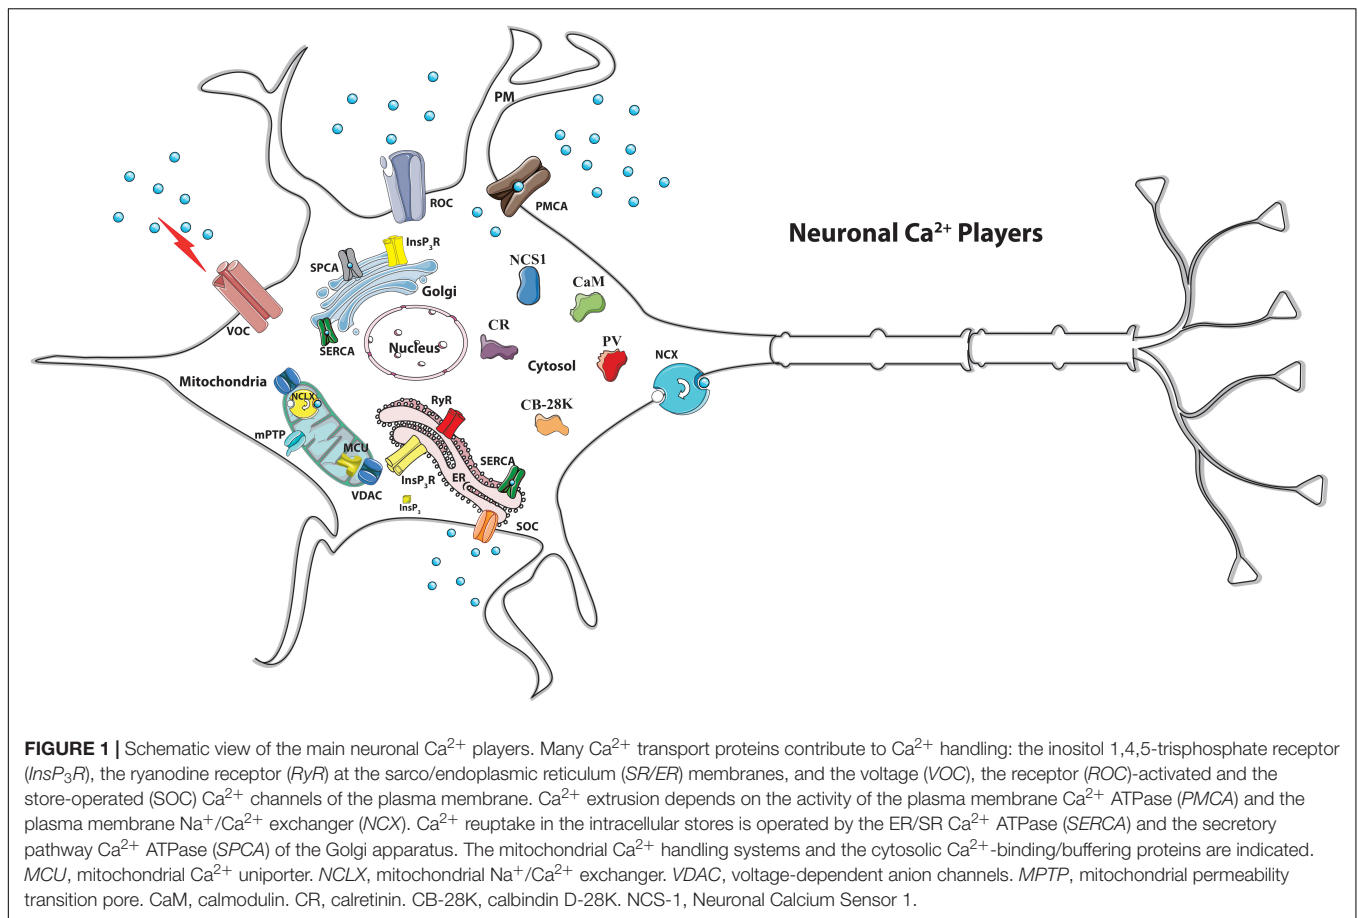 PM
ROC
PMCA
Neuronal Ca²⁺ Players
InsP₃R
SPCA
Golgi
NCS1
CaM
VOC
SERCA
Nucleus
CR
Cytosol
PV
NCX
Mitochondria
NCLX
RyR
CB-28K
mPTP
MCU
SERCA
VDAC
InsP₃R
ER
InsP₃
SOC
FIGURE 1 | Schematic view of the main neuronal Ca²⁺ players. Many Ca²⁺ transport proteins contribute to Ca²⁺ handling: the inositol 1,4,5-trisphosphate receptor
(InsP₃R), the ryanodine receptor (RyR) at the sarco/endoplasmic reticulum (SR/ER) membranes, and the voltage (VOC), the receptor (ROC)-activated and the
store-operated (SOC) Ca²⁺ channels of the plasma membrane. Ca²⁺ extrusion depends on the activity of the plasma membrane Ca²⁺ ATPase (PMCA) and the
plasma membrane Na⁺/Ca²⁺ exchanger (NCX). Ca²⁺ reuptake in the intracellular stores is operated by the ER/SR Ca²⁺ ATPase (SERCA) and the secretory
pathway Ca²⁺ ATPase (SPCA) of the Golgi apparatus. The mitochondrial Ca²⁺ handling systems and the cytosolic Ca²⁺-binding/buffering proteins are indicated.
MCU, mitochondrial Ca²⁺ uniporter. NCLX, mitochondrial Na⁺/Ca²⁺ exchanger. VDAC, voltage-dependent anion channels. MPTP, mitochondrial permeability
transition pore. CaM, calmodulin. CR, calretinin. CB-28K, calbindin D-28K. NCS-1, Neuronal Calcium Sensor 1.